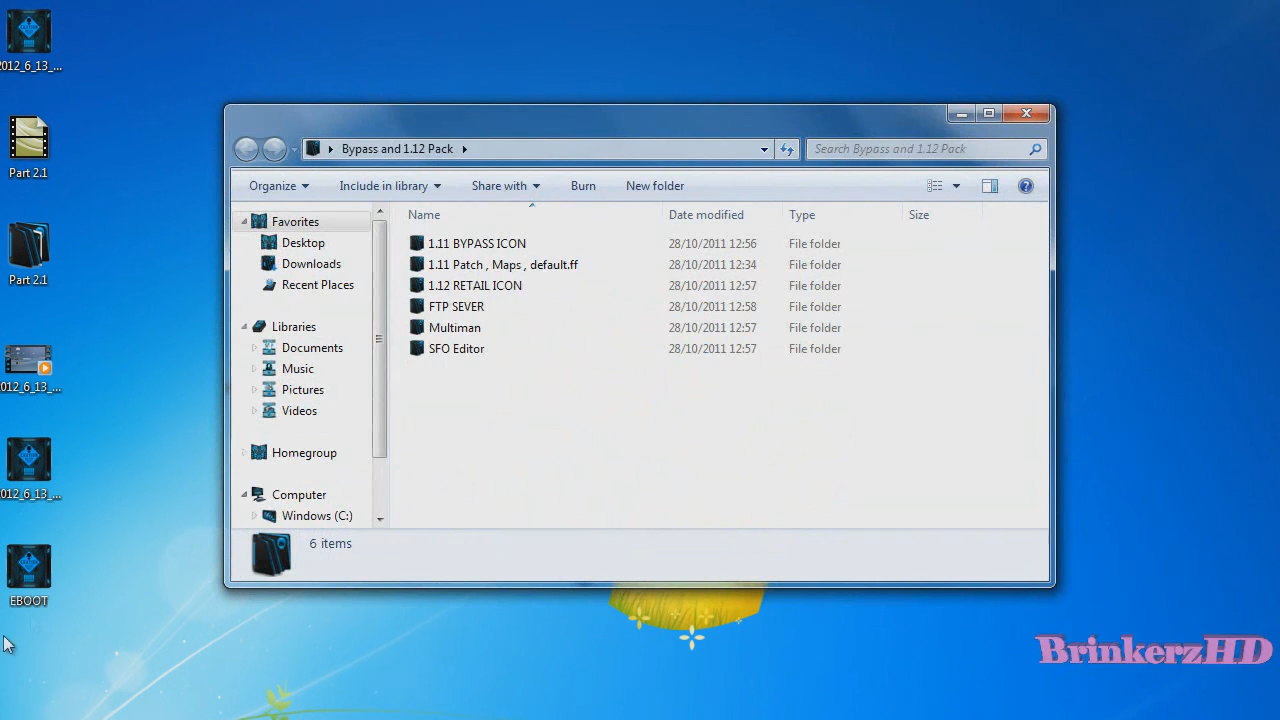 2012_6_13_...
Part 2.1
Part 2.1
2012_6_13_...
2012_6_13_...
EBOOT
Bypass and 1.12 Pack
Search Bypass and 1.12 Pack
Organize Include in library Share with Burn New folder
Favorites
Desktop
Downloads
Recent Places
Libraries
Documents
Music
Pictures
Videos
Homegroup
Computer
Windows (C:)
Name Date modified Type Size
1.11 BYPASS ICON 28/10/2011 12:56 File folder
1.11 Patch , Maps , default.ff 28/10/2011 12:34 File folder
1.12 RETAIL ICON 28/10/2011 12:57 File folder
FTP SEVER 28/10/2011 12:58 File folder
Multiman 28/10/2011 12:57 File folder
SFO Editor 28/10/2011 12:57 File folder
6 items
BrinkerzHD